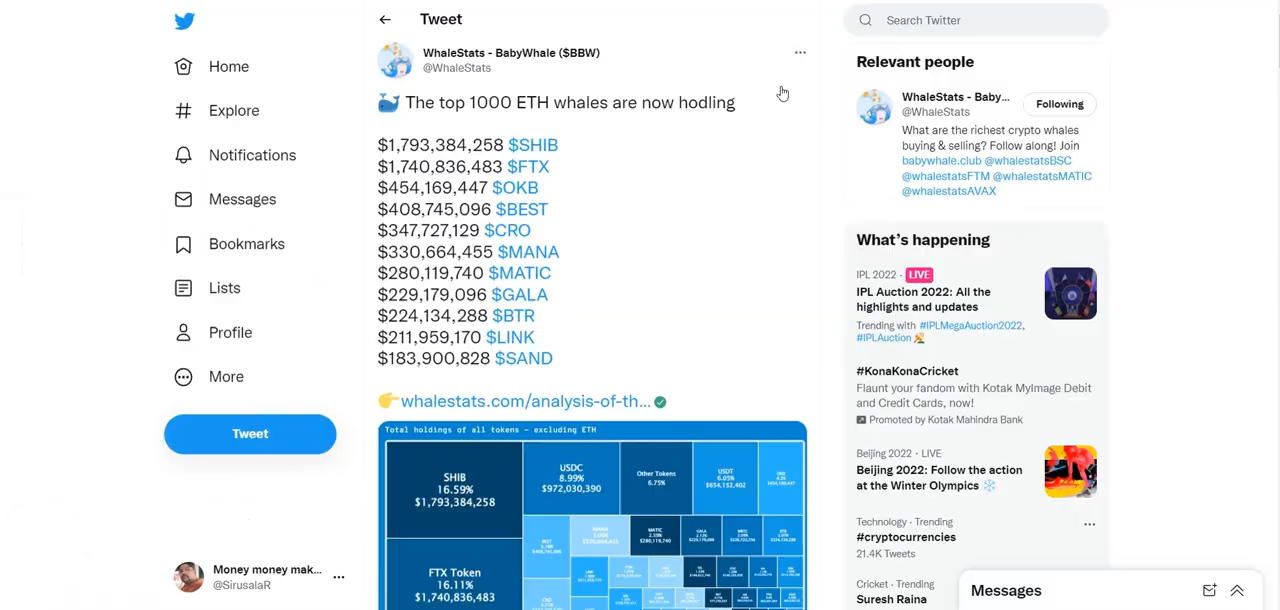 Home
Explore
Notifications
Messages
Bookmarks
Lists
Profile
More
Tweet
Money money mak...
@SirusalaR
Tweet
WhaleStats - BabyWhale ($BBW)
@WhaleStats
🐳 The top 1000 ETH whales are now hodling
$1,793,384,258 $SHIB
$1,740,836,483 $FTX
$454,169,447 $OKB
$408,745,096 $BEST
$347,727,129 $CRO
$330,664,455 $MANA
$280,119,740 $MATIC
$229,179,096 $GALA
$224,134,288 $BTR
$211,959,170 $LINK
$183,900,828 $SAND
👉whalestats.com/analysis-of-th...
Total holdings of all tokens - excluding ETH
SHIB
16.59%
$1,793,384,258
FTX Token
16.11%
$1,740,836,483
USDC
8.99%
$972,030,390
Other Tokens
6.75%
USDT
6.05%
$654,152,402
MATIC
2.59%
$280,119,740
Search Twitter
Relevant people
WhaleStats - Baby...
@WhaleStats
Following
What are the richest crypto whales
buying & selling? Follow along! Join
babywhale.club @whalestatsBSC
@whalestatsFTM @whalestatsMATIC
@whalestatsAVAX
What's happening
IPL 2022 · LIVE
IPL Auction 2022: All the
highlights and updates
Trending with #IPLMegaAuction2022,
#IPLAuction
#KonaKonaCricket
Flaunt your fandom with Kotak MyImage Debit
and Credit Cards, now!
Promoted by Kotak Mahindra Bank
Beijing 2022 · LIVE
Beijing 2022: Follow the action
at the Winter Olympics ❄️
Technology · Trending
#cryptocurrencies
21.4K Tweets
Cricket · Trending
Suresh Raina
Messages